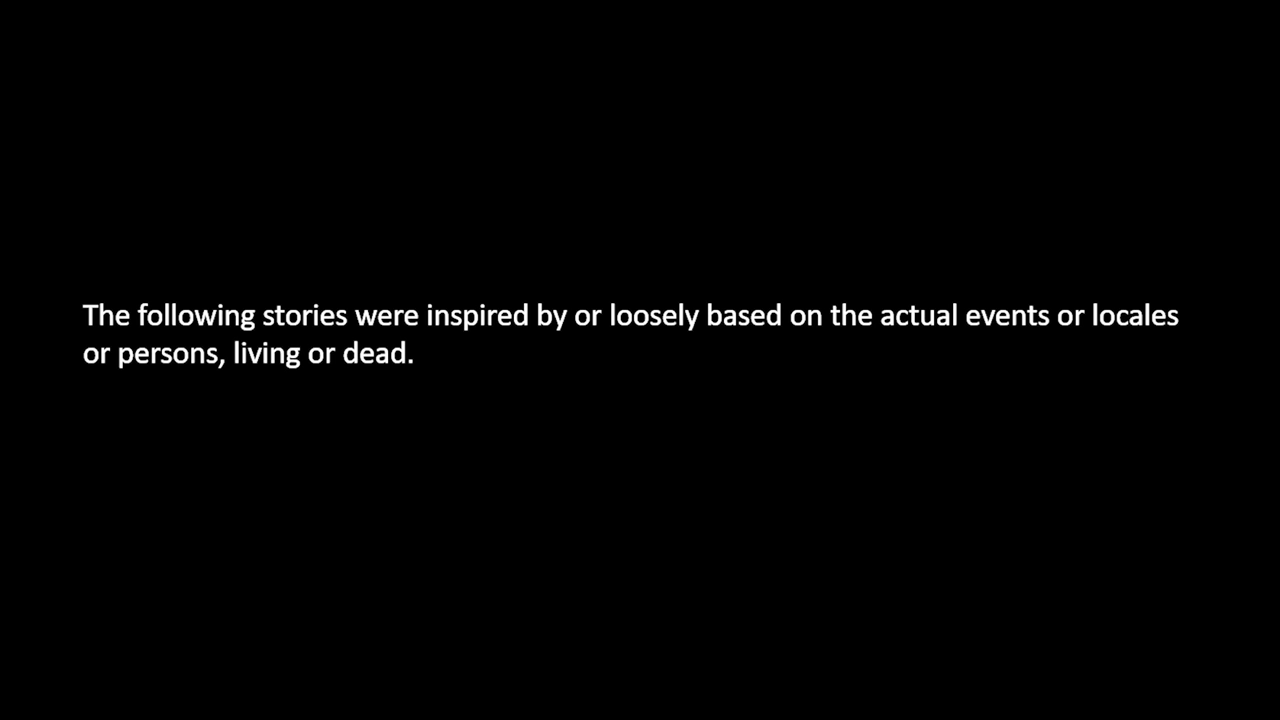 The following stories were inspired by or loosely based on the actual events or locales
or persons, living or dead.